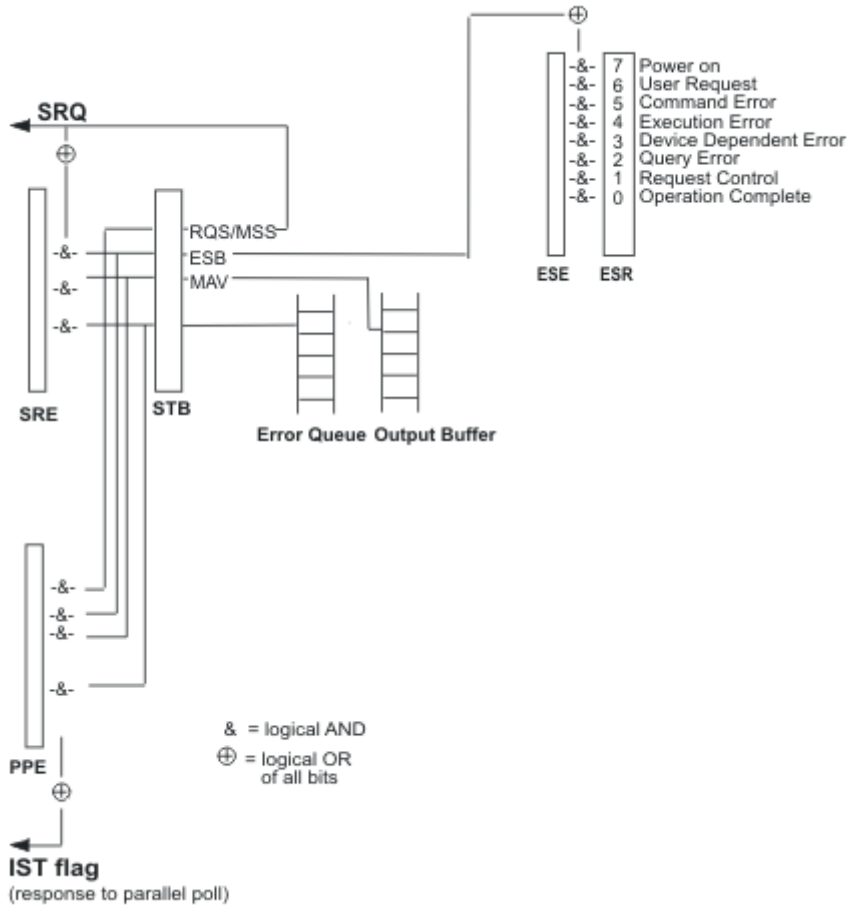 -&- 7 Power on
-&- 6 User Request
-&- 5 Command Error
-&- 4 Execution Error
-&- 3 Device Dependent Error
-&- 2 Query Error
-&- 1 Request Control
-&- 0 Operation Complete
ESE ESR
SRQ
RQS/MSS
-&- ESB
-&- MAV
-&-
SRE STB
Error Queue Output Buffer
-&-
-&-
-&-
-&-
PPE
& = logical AND
⊕ = logical OR
of all bits
IST flag
(response to parallel poll)